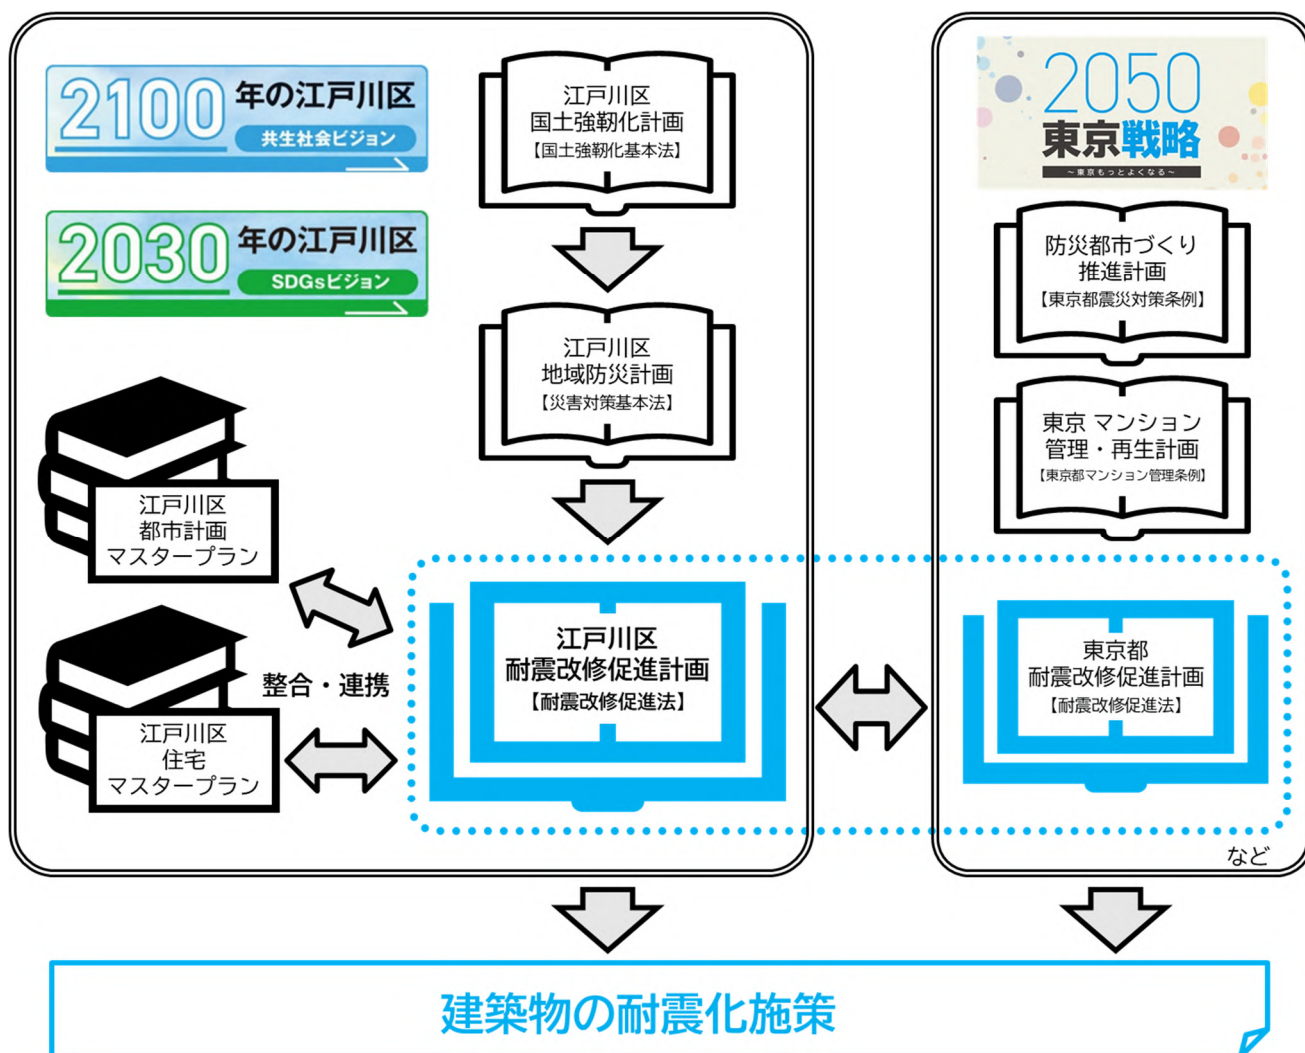 2100年の江戸川区
共生社会ビジョン
2030年の江戸川区
SDGsビジョン
江戸川区
国土強靭化計画
【国土強靭化基本法】
江戸川区
地域防災計画
【災害対策基本法】
江戸川区
都市計画
マスタープラン
江戸川区
住宅
マスタープラン
整合・連携
江戸川区
耐震改修促進計画
【耐震改修促進法】
2050
東京戦略
～東京もっとよくなる～
防災都市づくり
推進計画
【東京都震災対策条例】
東京 マンション
管理・再生計画
【東京都マンション管理条例】
東京都
耐震改修促進計画
【耐震改修促進法】
など
建築物の耐震化施策